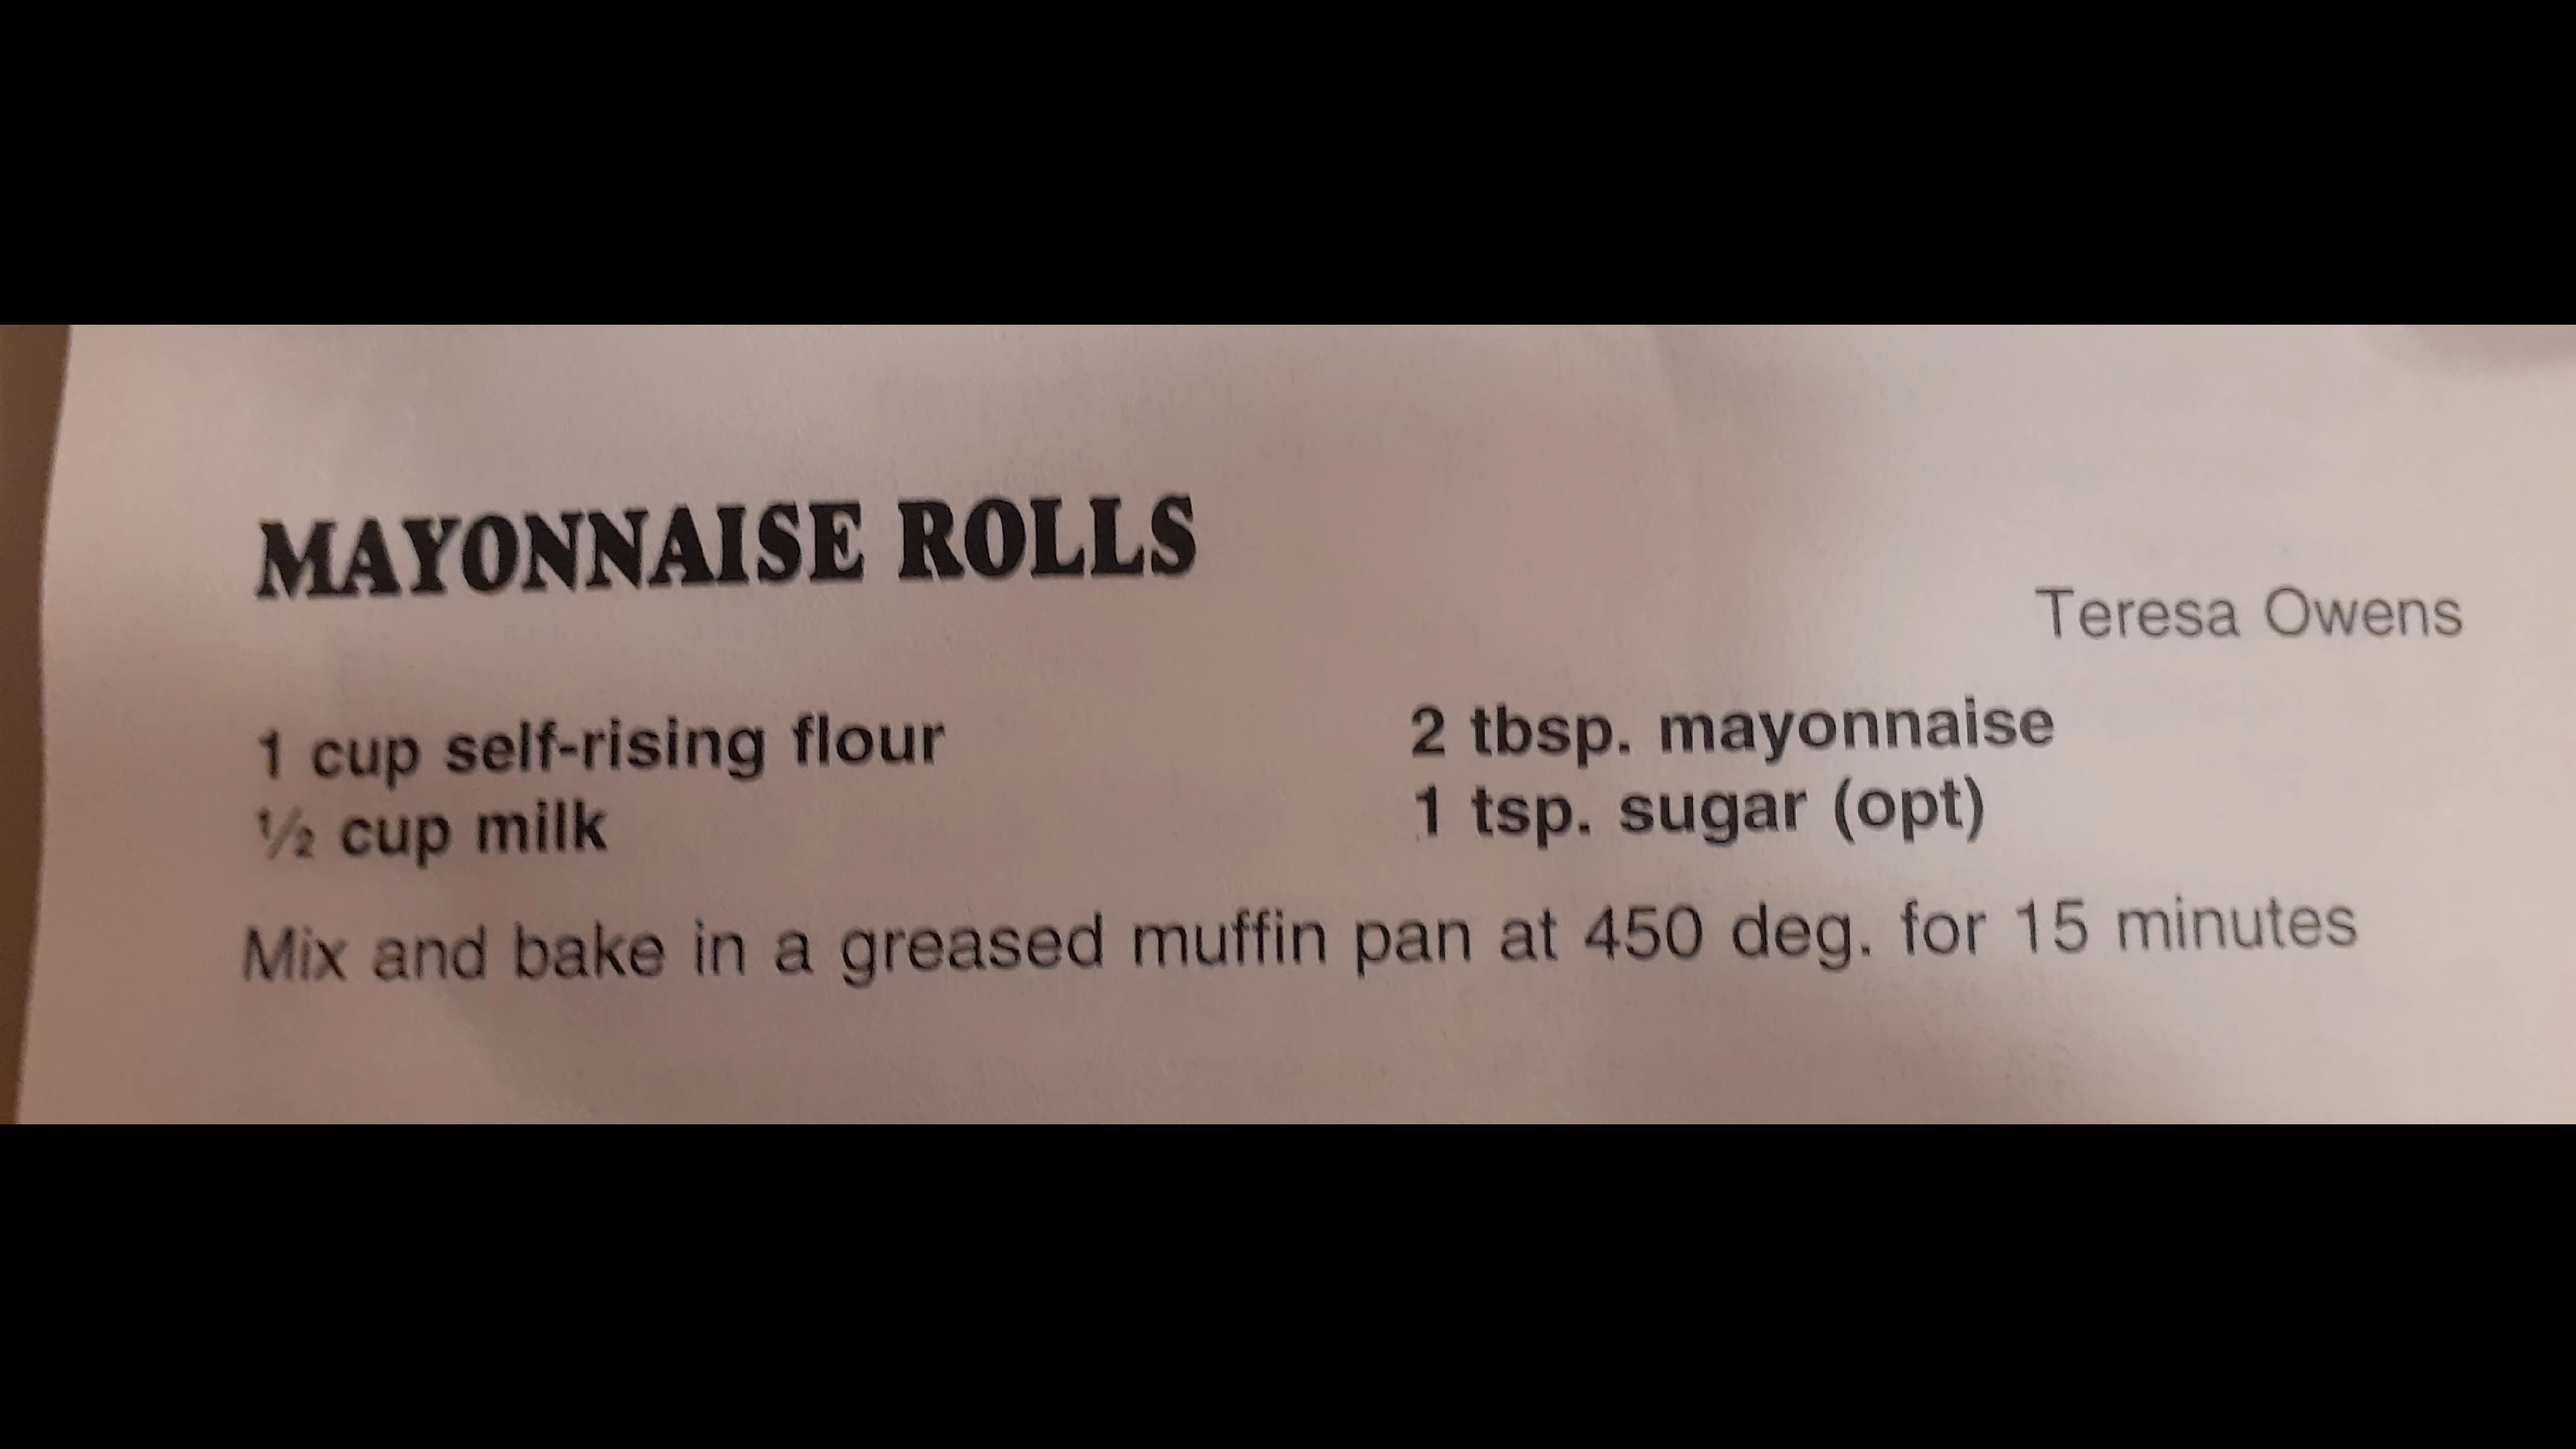 MAYONNAISE ROLLS
Teresa Owens
1 cup self-rising flour
½ cup milk
2 tbsp. mayonnaise
1 tsp. sugar (opt)
Mix and bake in a greased muffin pan at 450 deg. for 15 minutes